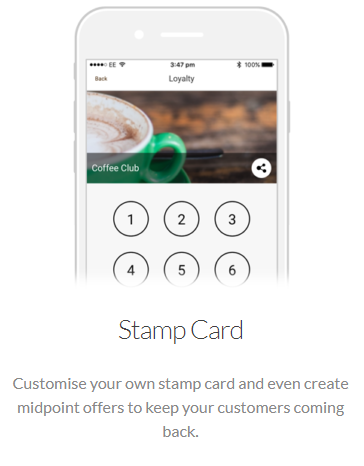 EE 3:47 pm 100%
Back Loyalty
Coffee Club
1 2 3
4 5 6
Stamp Card
Customise your own stamp card and even create
midpoint offers to keep your customers coming
back.